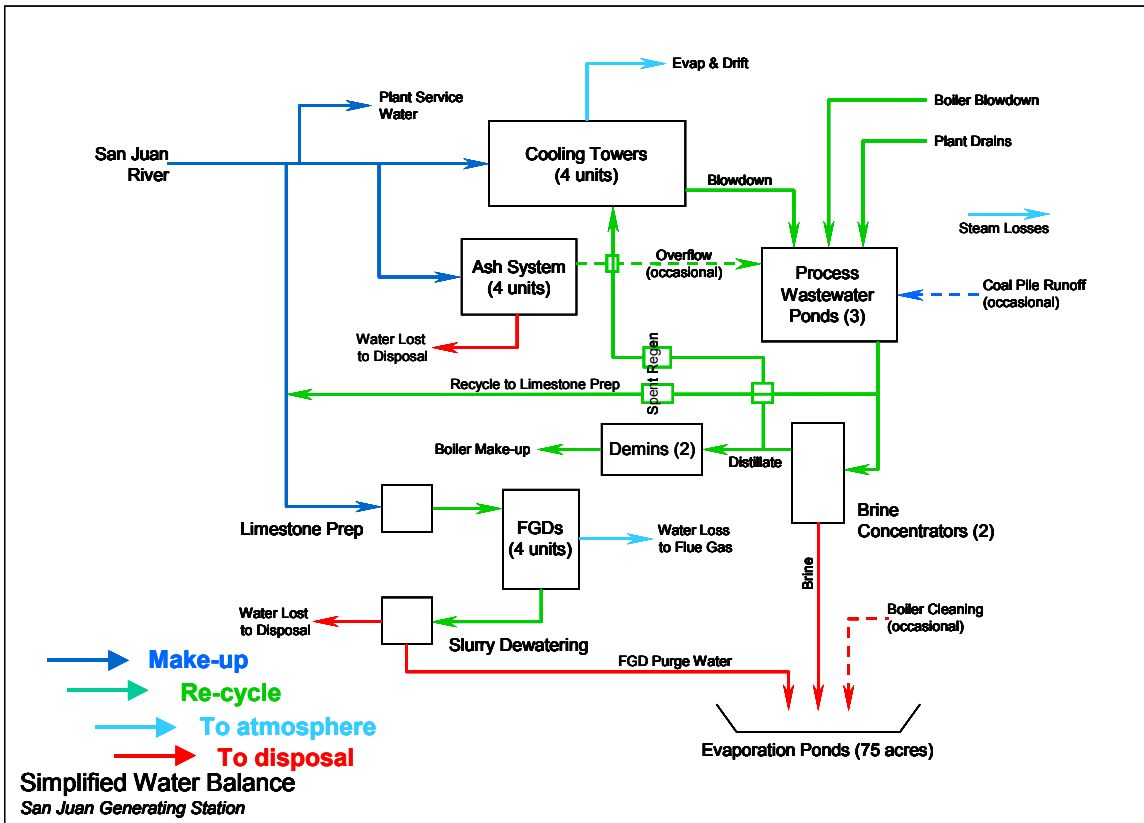 Evap & Drift
Plant Service
Water
Boiler Blowdown
San Juan
River
Cooling Towers
(4 units)
Plant Drains
Blowdown
Steam Losses
Ash System
(4 units)
Overflow
(occasional)
Process
Wastewater
Ponds (3)
Coal Pile Runoff
(occasional)
Water Lost
to Disposal
Spent Regen
Recycle to Limestone Prep
Boiler Make-up
Demins (2)
Distillate
Brine
Concentrators (2)
Limestone Prep
FGDs
(4 units)
Water Loss
to Flue Gas
Brine
Water Lost
to Disposal
Slurry Dewatering
Boiler Cleaning
(occasional)
FGD Purge Water
Make-up
Re-cycle
To atmosphere
To disposal
Evaporation Ponds (75 acres)
Simplified Water Balance
San Juan Generating Station